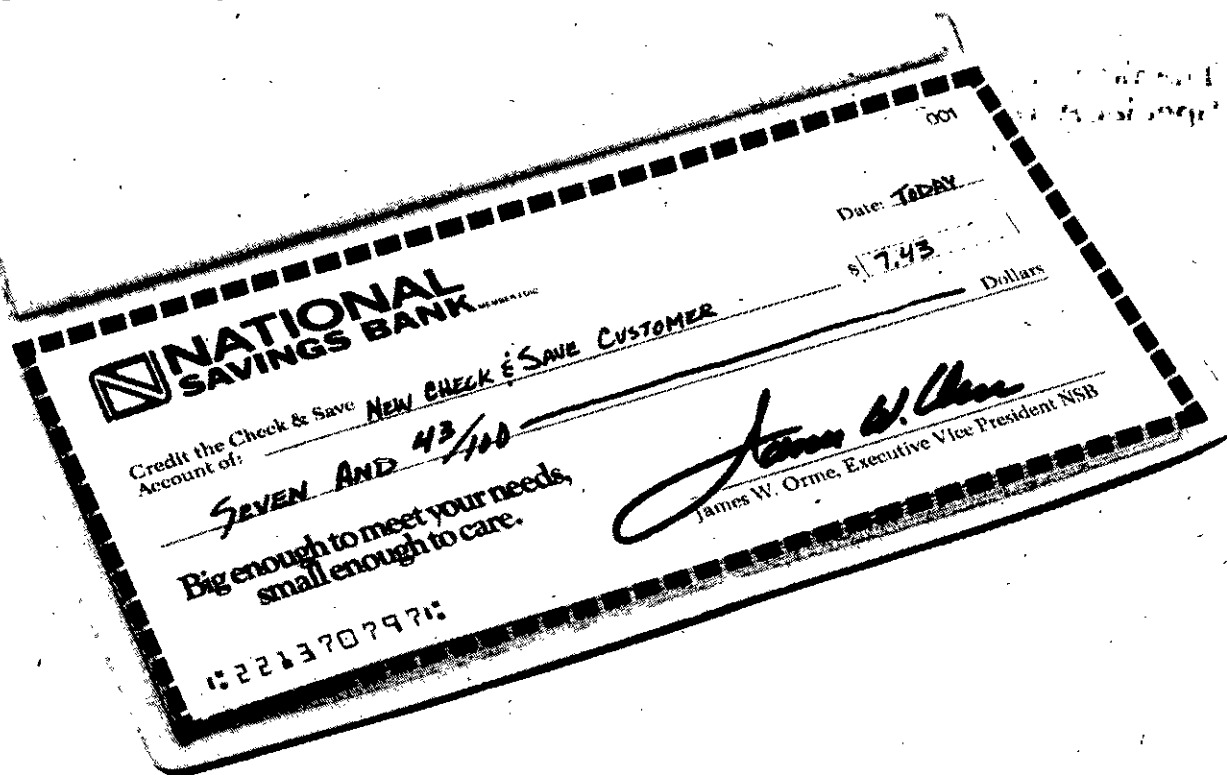 001
Date: TODAY
NATIONAL
SAVINGS BANK
$ 7.43
Credit the Check & Save
Account of: NEW CHECK & SAVE CUSTOMER
SEVEN AND 43/100 Dollars
Big enough to meet your needs,
small enough to care.
James W. Orme, Executive Vice President NSB
⑆221370797⑆